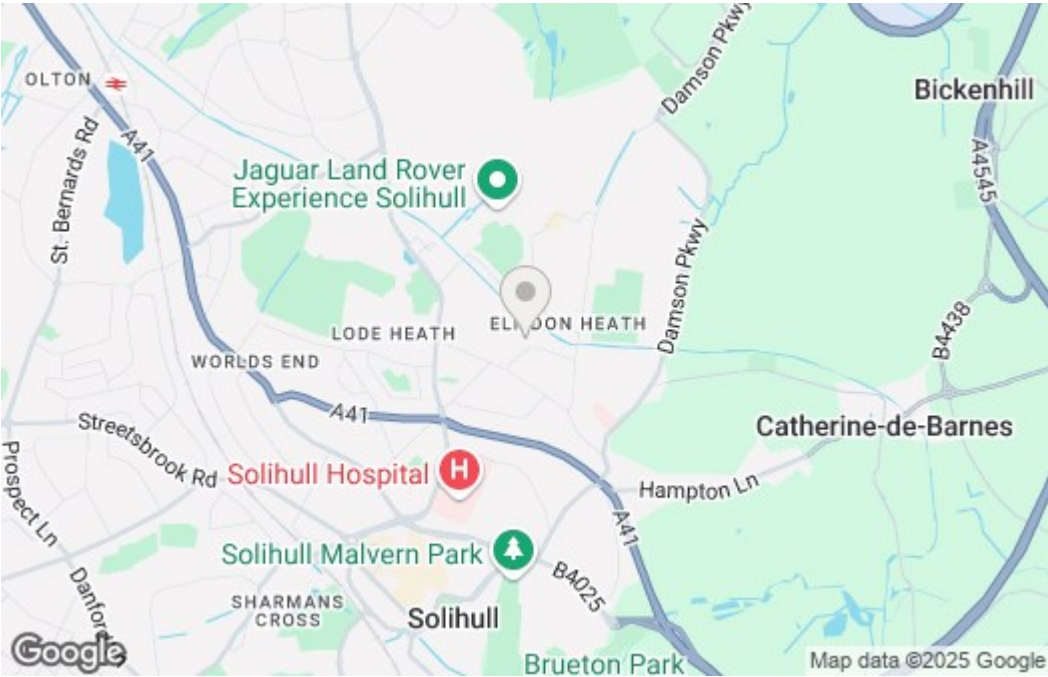 OLTON
Damson Pkwy
Bickenhill
A41
St. Bernards Rd
Jaguar Land Rover
Experience Solihull
A4545
Damson Pkwy
LODE HEATH
HEATH
B4438
WORLDS END
A41
Streetsbrook Rd
Catherine-de-Barnes
Prospect Ln
Solihull Hospital
H
Hampton Ln
A41
Solihull Malvern Park
B4025
SHARMANS
CROSS
Solihull
Brueton Park
Google
Map data ©2025 Google